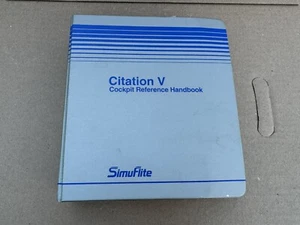 Citation V
Cockpit Reference Handbook
Simuflite